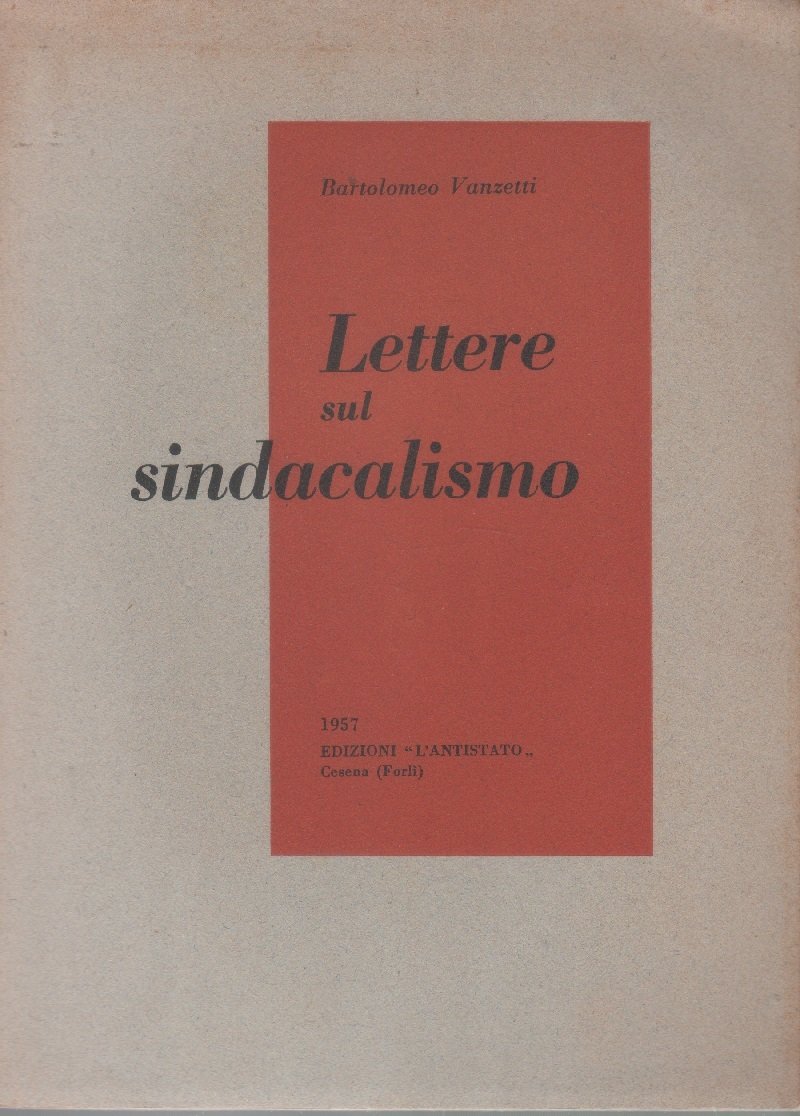 Bartolomeo Vanzetti
Lettere
sul
sindacalismo
1957
EDIZIONI “L'ANTISTATO„
Cesena (Forlì)